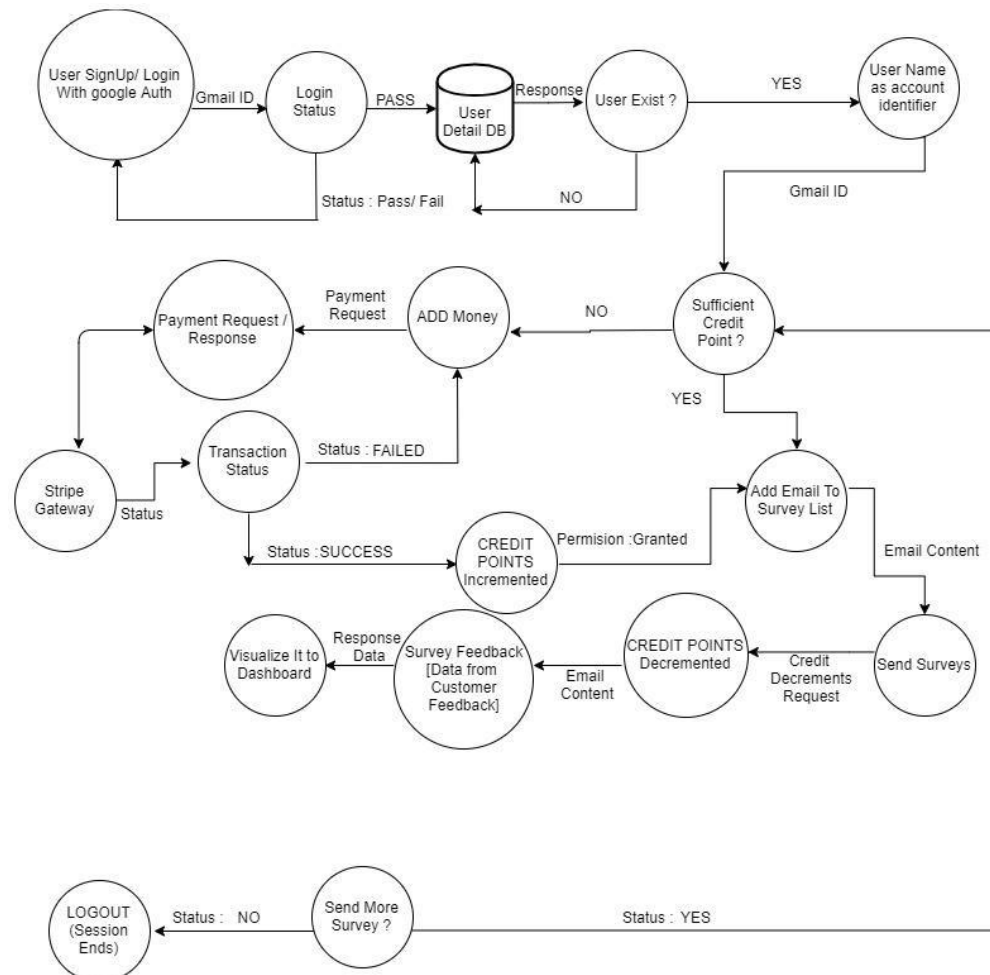 User SignUp/ Login
With google Auth
Gmail ID
Login
Status
PASS
User
Detail DB
Response
User Exist ?
YES
User Name
as account
identifier
Status : Pass/ Fail
NO
Gmail ID
Payment Request /
Response
Payment
Request
ADD Money
NO
Sufficient
Credit
Point ?
YES
Stripe
Gateway
Status
Transaction
Status
Status : FAILED
Add Email To
Survey List
Status :SUCCESS
CREDIT
POINTS
Incremented
Permision :Granted
Email Content
Visualize It to
Dashboard
Response
Data
Survey Feedback
[Data from
Customer
Feedback]
Email
Content
CREDIT POINTS
Decremented
Credit
Decrements
Request
Send Surveys
LOGOUT
(Session
Ends)
Status : NO
Send More
Survey ?
Status : YES